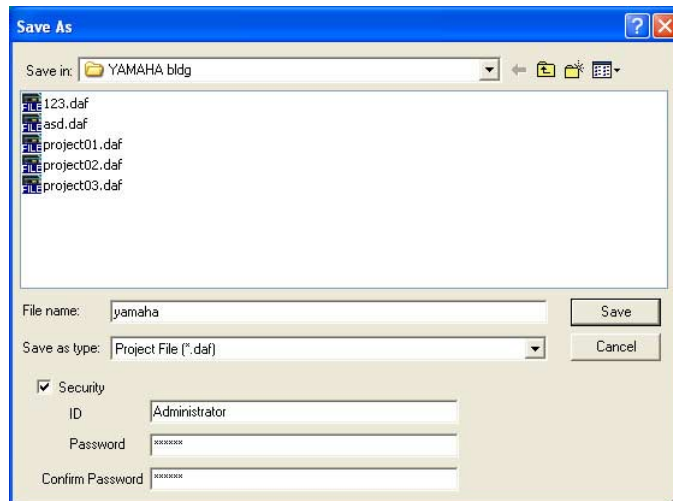 Save As
Save in: YAMAHA bldg
123.daf
asd.daf
project01.daf
project02.daf
project03.daf
File name: yamaha Save
Save as type: Project File (*.daf) Cancel
Security
ID Administrator
Password ******
Confirm Password ******